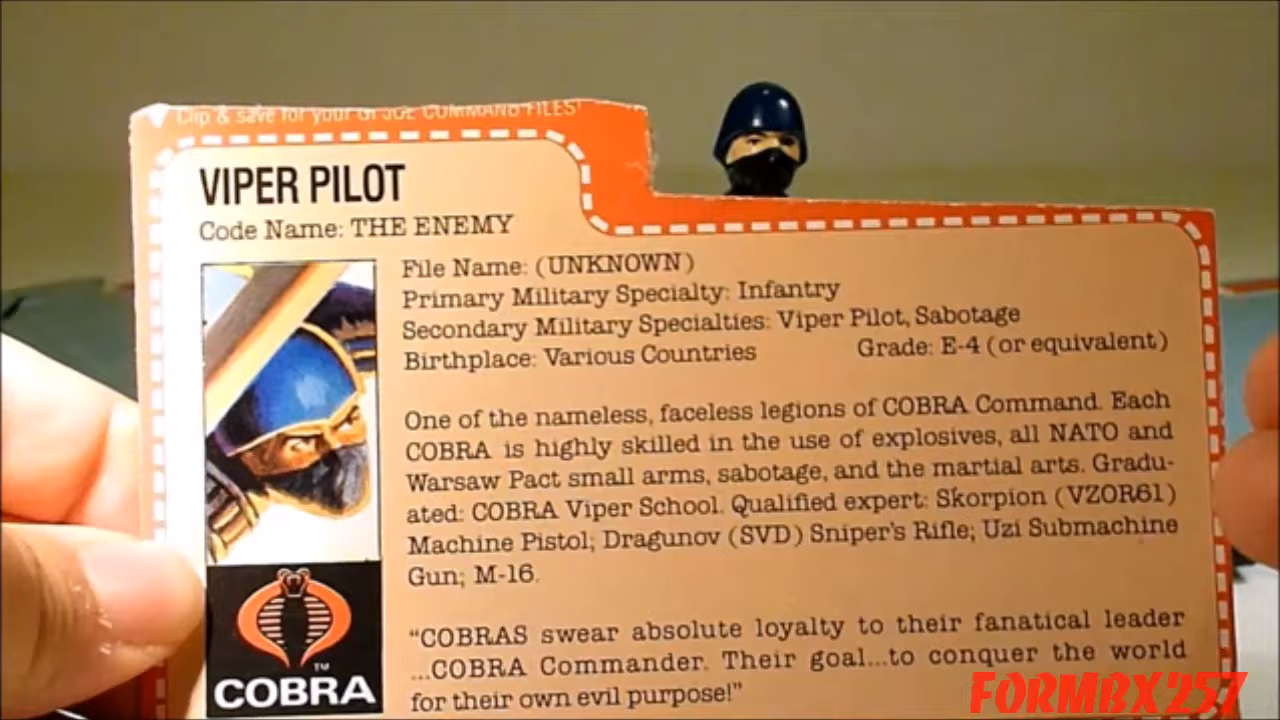 Clip & save for your GI JOE COMMAND FILES!
VIPER PILOT
Code Name: THE ENEMY
File Name: (UNKNOWN)
Primary Military Specialty: Infantry
Secondary Military Specialties: Viper Pilot, Sabotage
Birthplace: Various Countries Grade: E-4 (or equivalent)
One of the nameless, faceless legions of COBRA Command. Each
COBRA is highly skilled in the use of explosives, all NATO and
Warsaw Pact small arms, sabotage, and the martial arts. Gradu-
ated: COBRA Viper School. Qualified expert: Skorpion (VZOR61)
Machine Pistol; Dragunov (SVD) Sniper's Rifle; Uzi Submachine
Gun; M-16.
"COBRAS swear absolute loyalty to their fanatical leader
...COBRA Commander. Their goal...to conquer the world
for their own evil purpose!"
TM
COBRA
FORMBX257